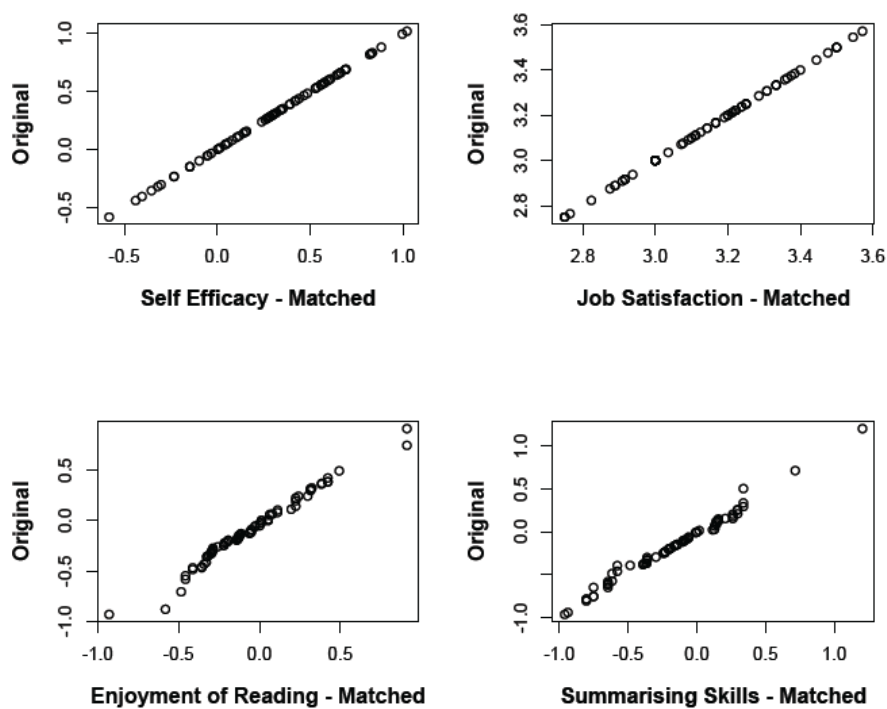 Original
1.0
0.5
0.0
-0.5
-0.5 0.0 0.5 1.0
Self Efficacy - Matched
Original
3.6
3.4
3.2
3.0
2.8
2.8 3.0 3.2 3.4 3.6
Job Satisfaction - Matched
Original
0.5
0.0
-0.5
-1.0
-1.0 -0.5 0.0 0.5
Enjoyment of Reading - Matched
Original
1.0
0.5
0.0
-1.0
-1.0 -0.5 0.0 0.5 1.0
Summarising Skills - Matched